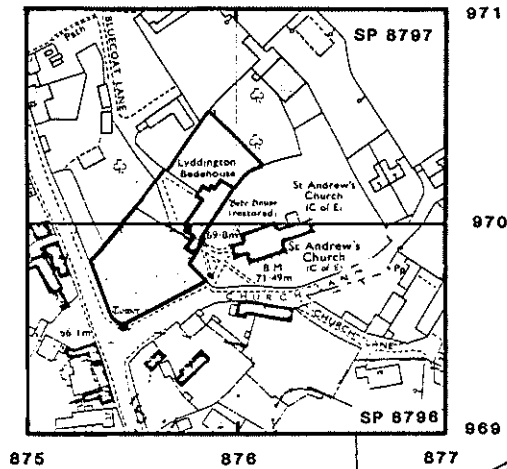 971
SP 8797
Path
BLUECOAT LANE
Lyddington
Bedehouse
Bede House
(restored)
St Andrew's
Church
(C of E)
970
69·8m
St Andrew's
Church
(C of E)
B M
71·49m
CHURCH LANE
CHURCH LANE
66·1m
SP 8796
969
875
876
877